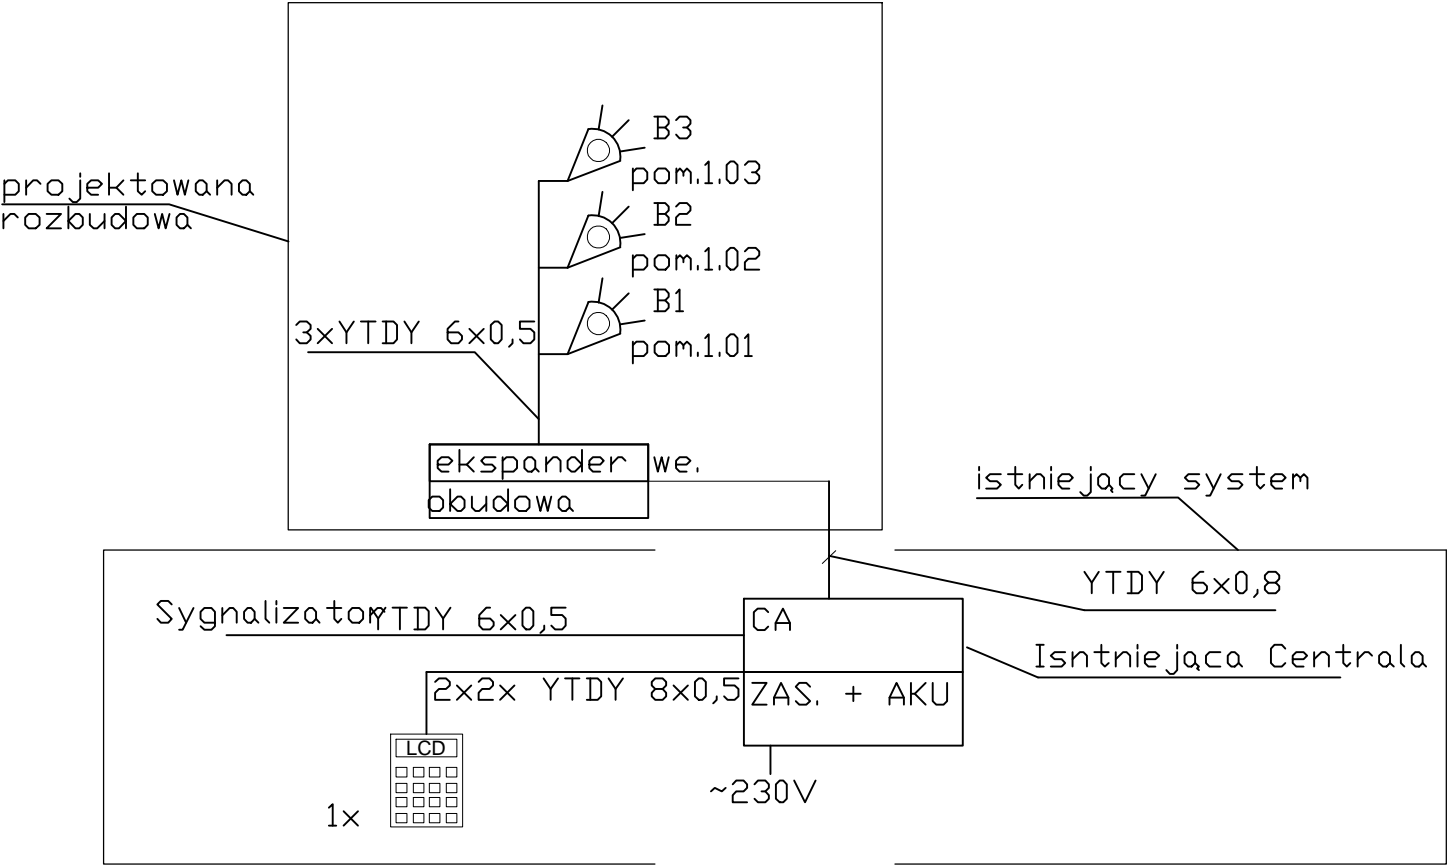 B3
pom.1.03
projektowana
rozbudowa
B2
pom.1.02
B1
3xYTDY 6x0,5
pom.1.01
ekspander we.
obudowa
istniejący system
YTDY 6x0,8
Sygnalizator
YTDY 6x0,5
CA
Isntniejąca Centrala
2x2x YTDY 8x0,5
ZAS. + AKU
LCD
~230V
1x